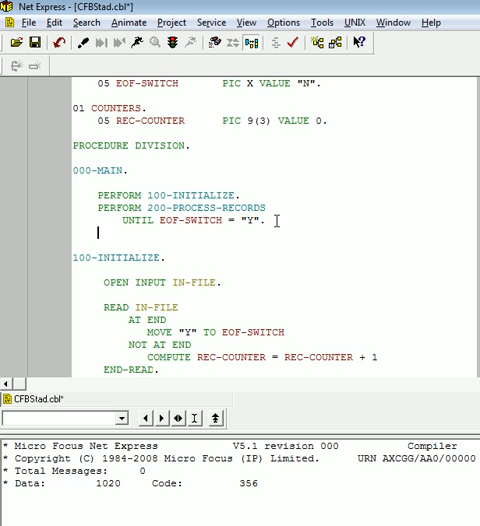 Net Express - [CFBStad.cbl*]
File Edit Search Animate Project Service View Options Tools UNIX Window Help
05 EOF-SWITCH PIC X VALUE "N".
01 COUNTERS.
05 REC-COUNTER PIC 9(3) VALUE 0.
PROCEDURE DIVISION.
000-MAIN.
PERFORM 100-INITIALIZE.
PERFORM 200-PROCESS-RECORDS
UNTIL EOF-SWITCH = "Y".
100-INITIALIZE.
OPEN INPUT IN-FILE.
READ IN-FILE
AT END
MOVE "Y" TO EOF-SWITCH
NOT AT END
COMPUTE REC-COUNTER = REC-COUNTER + 1
END-READ.
CFBStad.cbl*
* Micro Focus Net Express V5.1 revision 000 Compiler
* Copyright (C) 1984-2008 Micro Focus (IP) Limited. URN AXCGG/AA0/00000
* Total Messages: 0
* Data: 1020 Code: 356